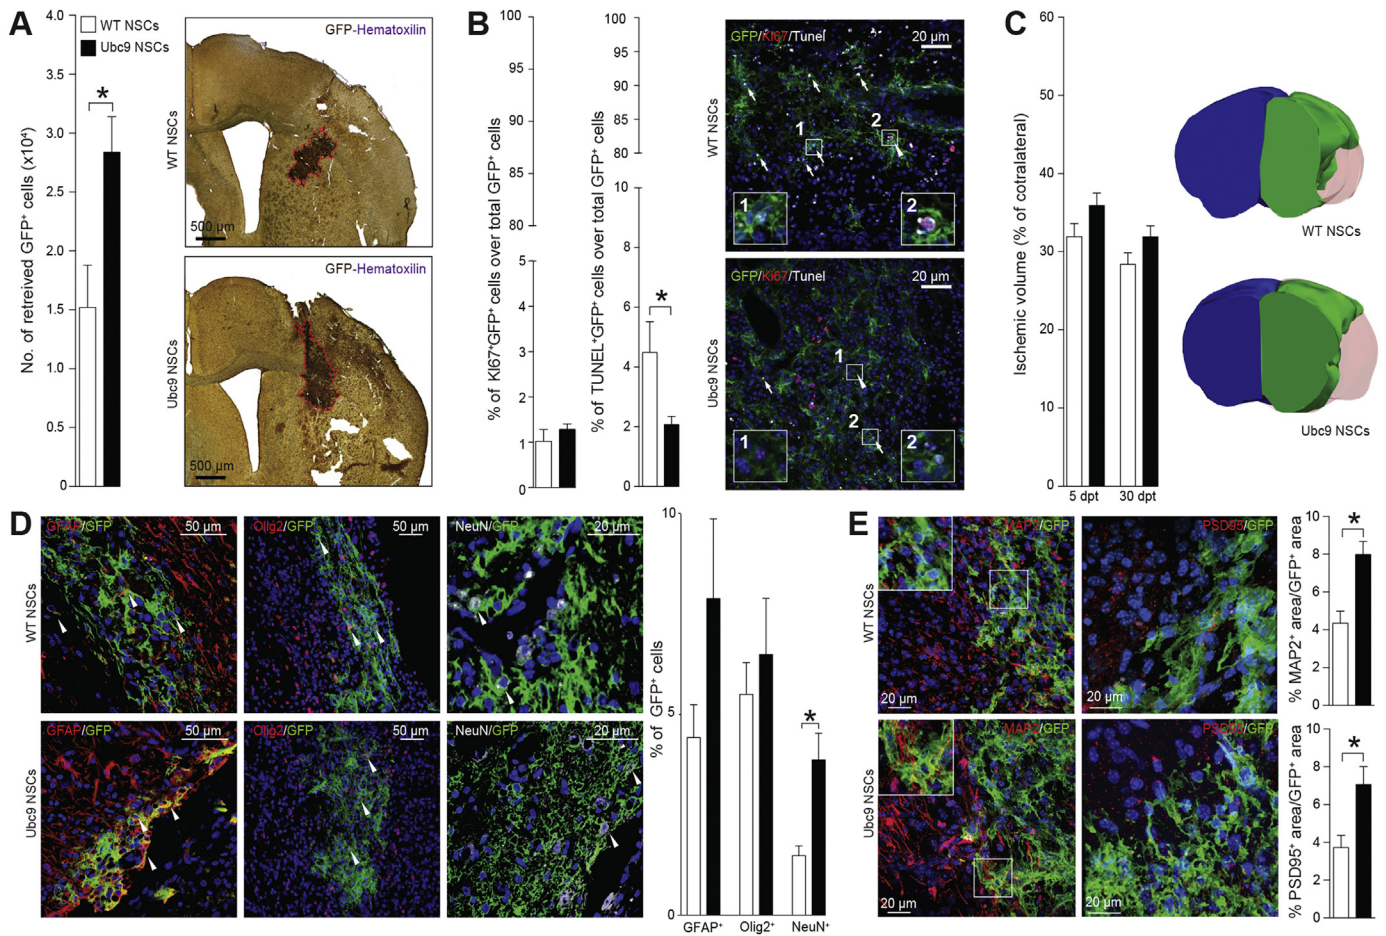 A
No. of retreived GFP⁺ cells (x10⁴)
4.0
3.5
3.0
2.5
2.0
1.5
1.0
0.5
0
WT NSCs
Ubc9 NSCs
*
WT NSCs
GFP-Hematoxilin
500 µm
Ubc9 NSCs
GFP-Hematoxilin
500 µm
B
% of KI67⁺GFP⁺ cells over total GFP⁺ cells
100
95
90
85
80
5
4
3
2
1
0
% of TUNEL⁺GFP⁺ cells over total GFP⁺ cells
100
95
90
85
80
10
8
6
4
2
0
*
WT NSCs
GFP/Ki67/Tunel
20 µm
1
2
1
2
Ubc9 NSCs
GFP/Ki67/Tunel
20 µm
1
2
1
2
C
Ischemic volume (% of cotralateral)
60
50
40
30
20
10
0
5 dpt
30 dpt
WT NSCs
Ubc9 NSCs
D
WT NSCs
GFAP/GFP
50 µm
Olig2/GFP
50 µm
NeuN/GFP
20 µm
Ubc9 NSCs
GFAP/GFP
50 µm
Olig2/GFP
50 µm
NeuN/GFP
20 µm
% of GFP⁺ cells
10
5
0
*
GFAP⁺
Olig2⁺
NeuN⁺
E
WT NSCs
MAP2/GFP
20 µm
PSD95/GFP
20 µm
Ubc9 NSCs
MAP2/GFP
20 µm
PSD95/GFP
20 µm
% MAP2⁺ area/GFP⁺ area
10
8
6
4
2
0
*
% PSD95⁺ area/GFP⁺ area
10
8
6
4
2
0
*